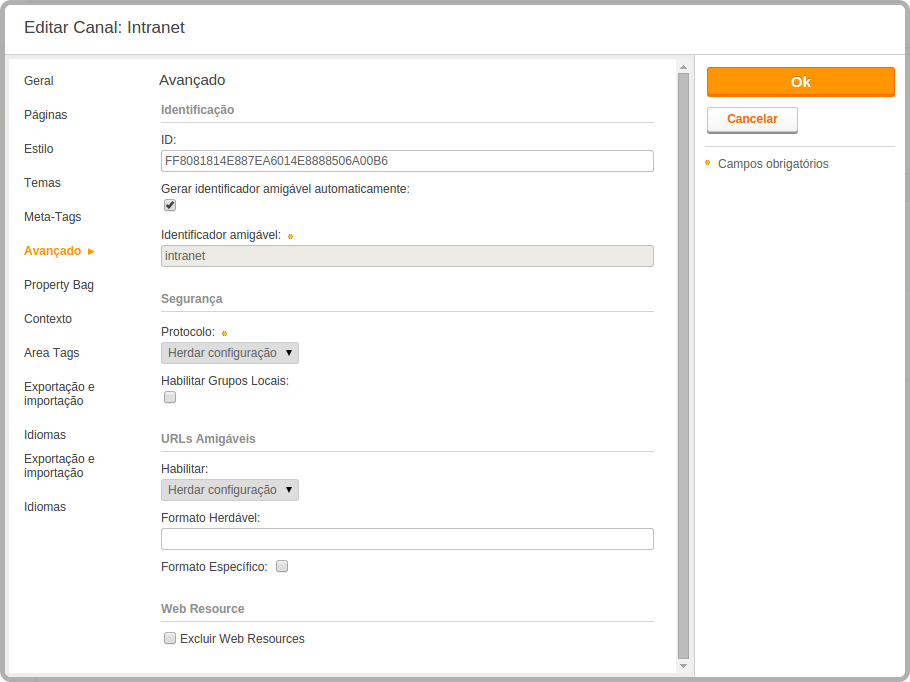 Editar Canal: Intranet
Geral
Páginas
Estilo
Temas
Meta-Tags
Avançado
Property Bag
Contexto
Area Tags
Exportação e
importação
Idiomas
Exportação e
importação
Idiomas
Avançado
Identificação
ID:
FF8081814E887EA6014E8888506A00B6
Gerar identificador amigável automaticamente:
Identificador amigável:
intranet
Segurança
Protocolo:
Herdar configuração
Habilitar Grupos Locais:
URLs Amigáveis
Habilitar:
Herdar configuração
Formato Herdável:
Formato Específico:
Web Resource
Excluir Web Resources
Ok
Cancelar
Campos obrigatórios